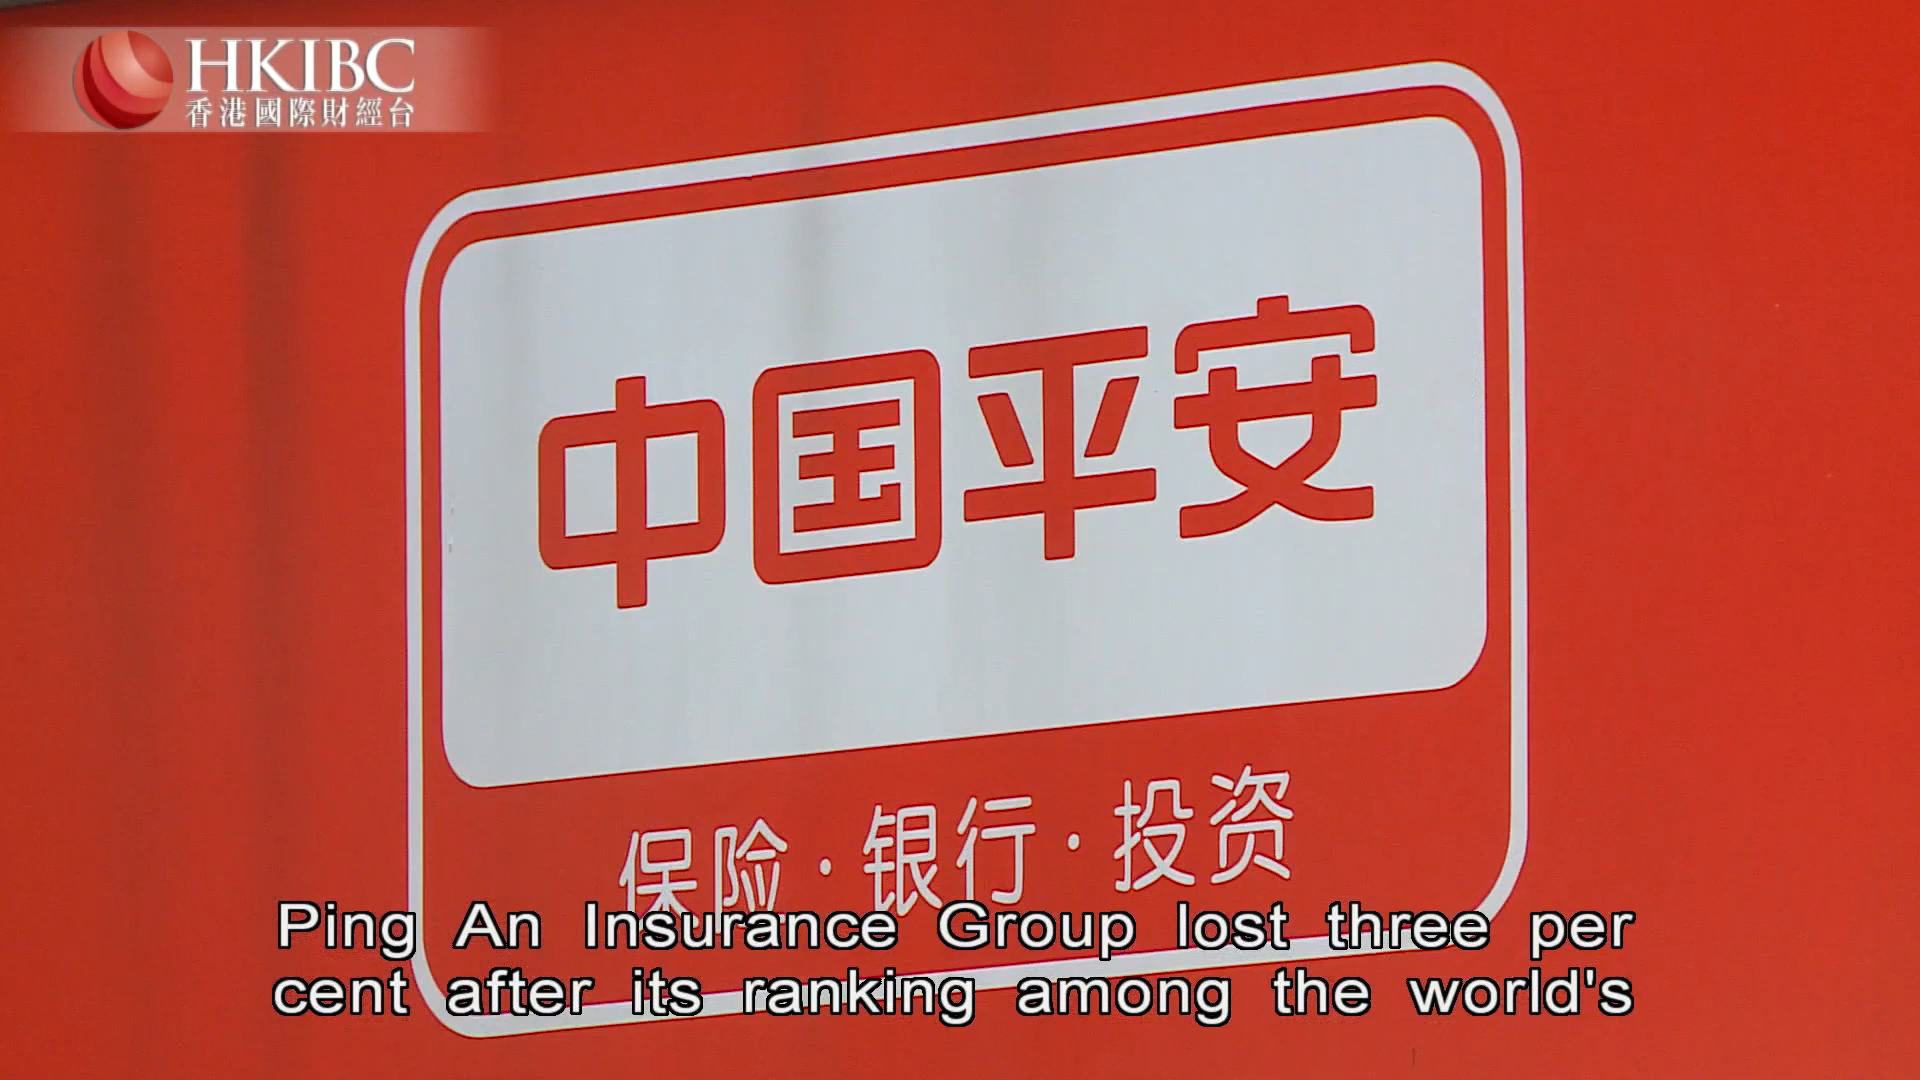 HKIBC
香港國際財經台
中国平安
保险·银行·投资
Ping An Insurance Group lost three per
cent after its ranking among the world's